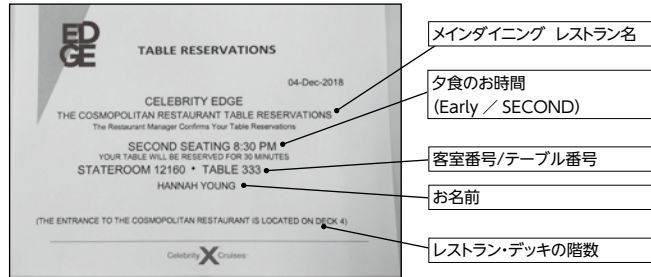 EDGE
TABLE RESERVATIONS
04-Dec-2018
CELEBRITY EDGE
THE COSMOPOLITAN RESTAURANT TABLE RESERVATIONS
The Restaurant Manager Confirms Your Table Reservations
SECOND SEATING 8:30 PM
YOUR TABLE WILL BE RESERVED FOR 30 MINUTES
STATEROOM 12160 • TABLE 333
HANNAH YOUNG
(THE ENTRANCE TO THE COSMOPOLITAN RESTAURANT IS LOCATED ON DECK 4)
Celebrity X Cruises
メインダイニング レストラン名
夕食のお時間
(Early / SECOND)
客室番号/テーブル番号
お名前
レストラン・デッキの階数